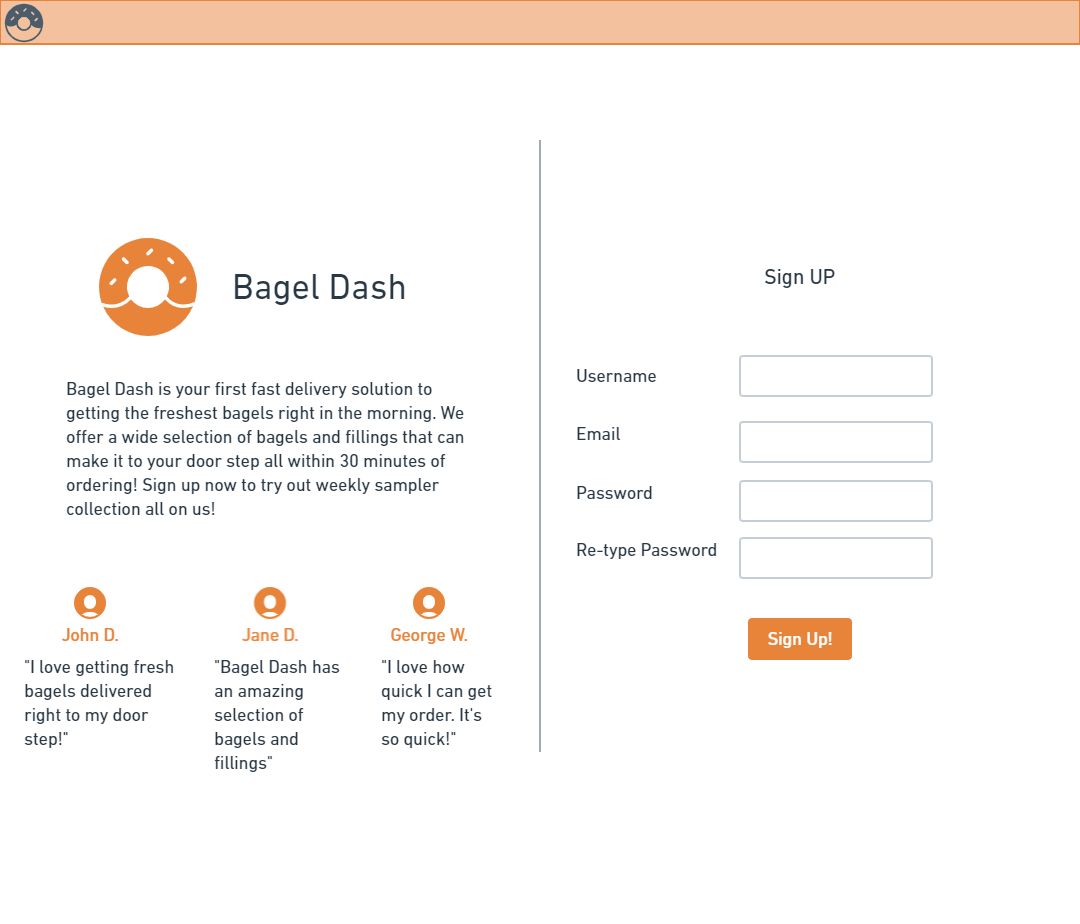 Bagel Dash
Bagel Dash is your first fast delivery solution to
getting the freshest bagels right in the morning. We
offer a wide selection of bagels and fillings that can
make it to your door step all within 30 minutes of
ordering! Sign up now to try out weekly sampler
collection all on us!
John D.
"I love getting fresh
bagels delivered
right to my door
step!"
Jane D.
"Bagel Dash has
an amazing
selection of
bagels and
fillings"
George W.
"I love how
quick I can get
my order. It's
so quick!"
Sign UP
Username
Email
Password
Re-type Password
Sign Up!